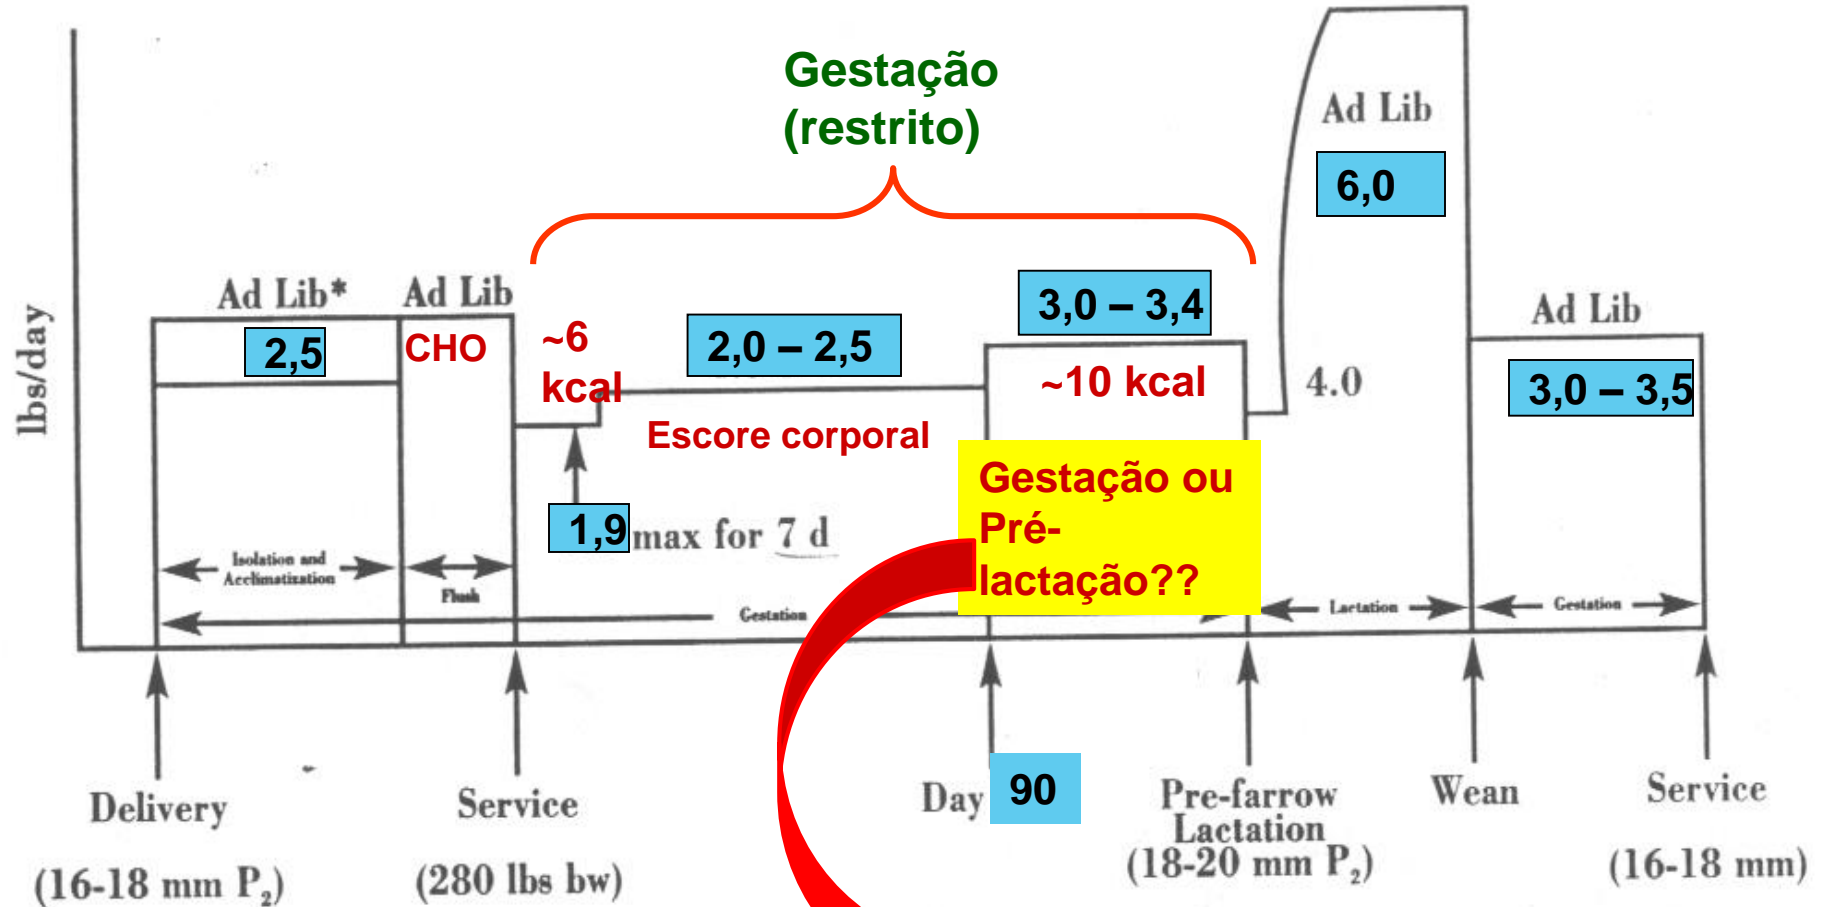 Gestação
(restrito)
Ad Lib
6,0
Ad Lib*
Ad Lib
2,5
CHO
~6
kcal
2,0 – 2,5
3,0 – 3,4
~10 kcal
4.0
Ad Lib
3,0 – 3,5
lbs/day
Escore corporal
1,9 max for 7 d
Gestação ou
Pré-
lactação??
Isolation and
Acclimatization
Flush
Gestation
Lactation
Gestation
Delivery
(16-18 mm P₂)
Service
(280 lbs bw)
Day 90
Pre-farrow
Lactation
(18-20 mm P₂)
Wean
Service
(16-18 mm)